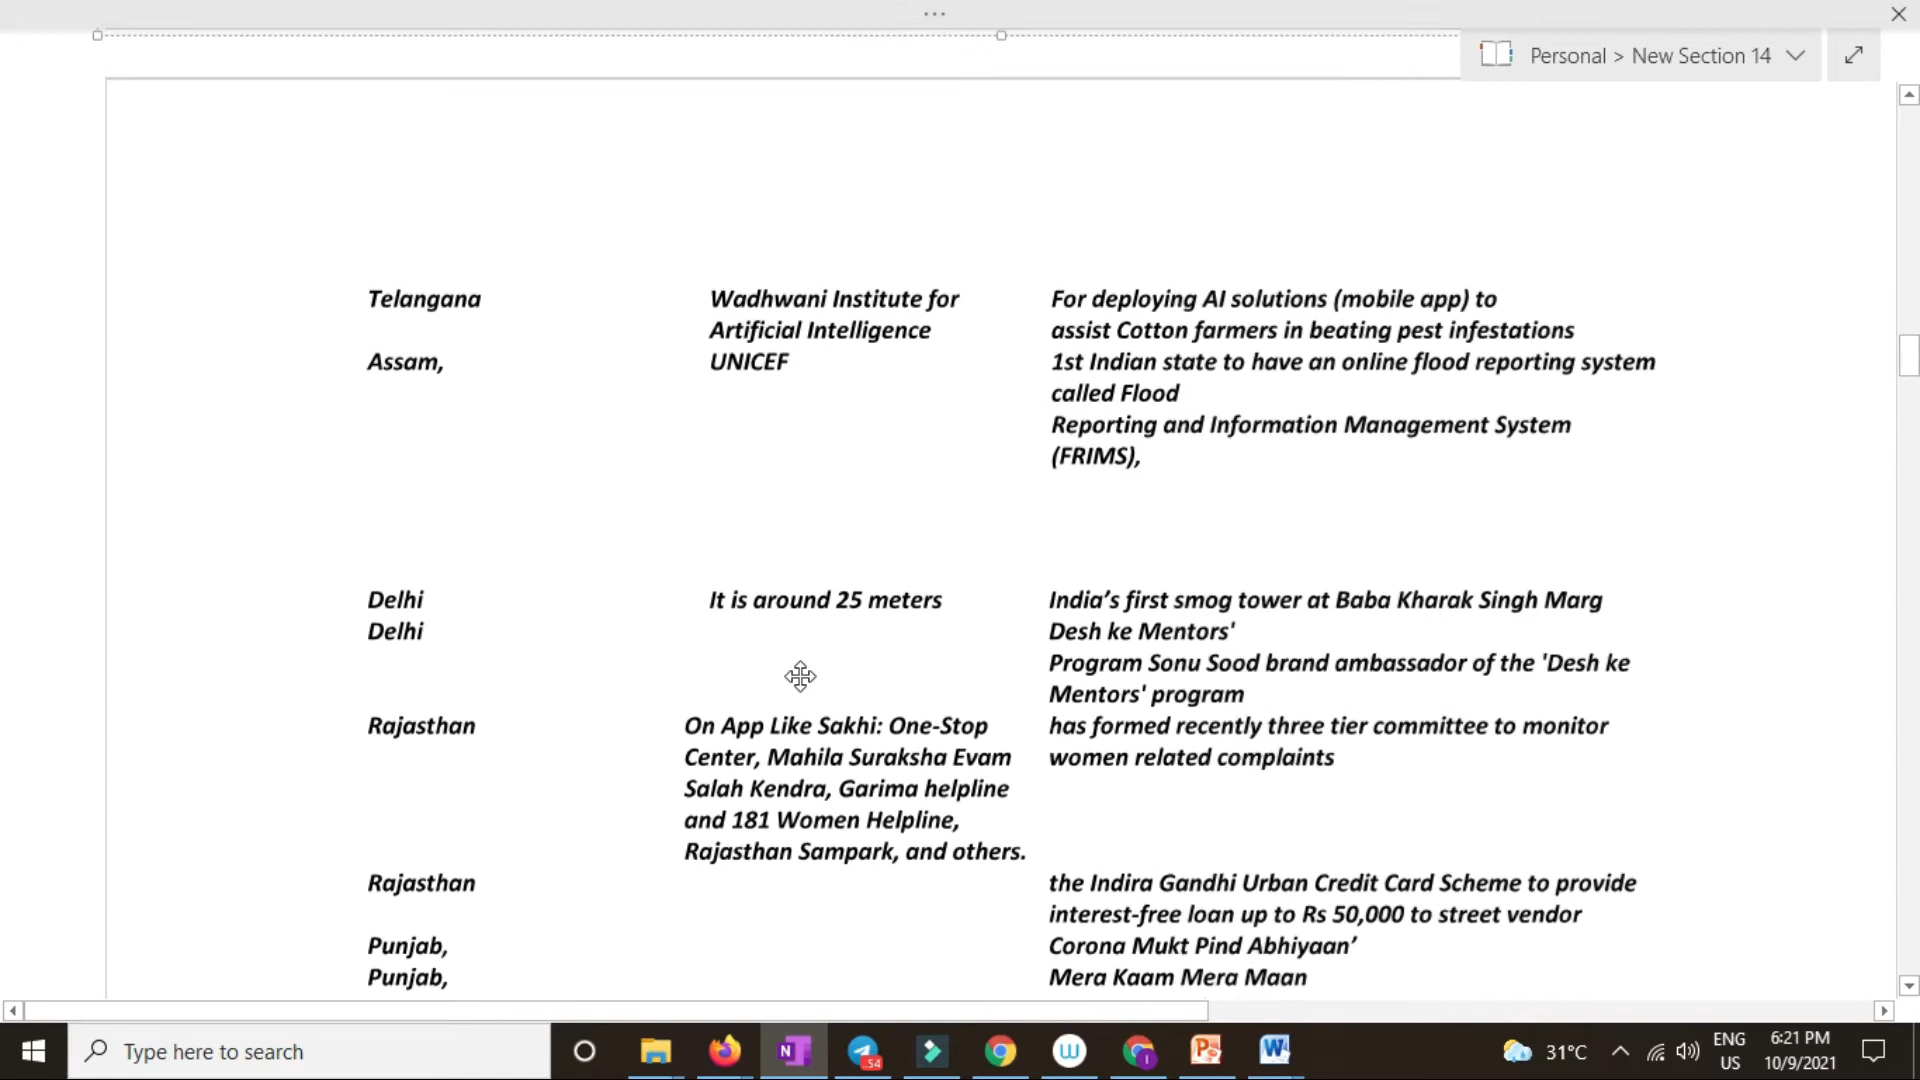 ...
Personal > New Section 14
Telangana
Wadhwani Institute for
Artificial Intelligence
For deploying AI solutions (mobile app) to
assist Cotton farmers in beating pest infestations
Assam,
UNICEF
1st Indian state to have an online flood reporting system
called Flood
Reporting and Information Management System
(FRIMS),
Delhi
It is around 25 meters
India’s first smog tower at Baba Kharak Singh Marg
Delhi
Desh ke Mentors'
Program Sonu Sood brand ambassador of the 'Desh ke
Mentors' program
Rajasthan
On App Like Sakhi: One-Stop
Center, Mahila Suraksha Evam
Salah Kendra, Garima helpline
and 181 Women Helpline,
Rajasthan Sampark, and others.
has formed recently three tier committee to monitor
women related complaints
Rajasthan
the Indira Gandhi Urban Credit Card Scheme to provide
interest-free loan up to Rs 50,000 to street vendor
Punjab,
Corona Mukt Pind Abhiyaan’
Punjab,
Mera Kaam Mera Maan
Type here to search
54
31°C
ENG
US
6:21 PM
10/9/2021